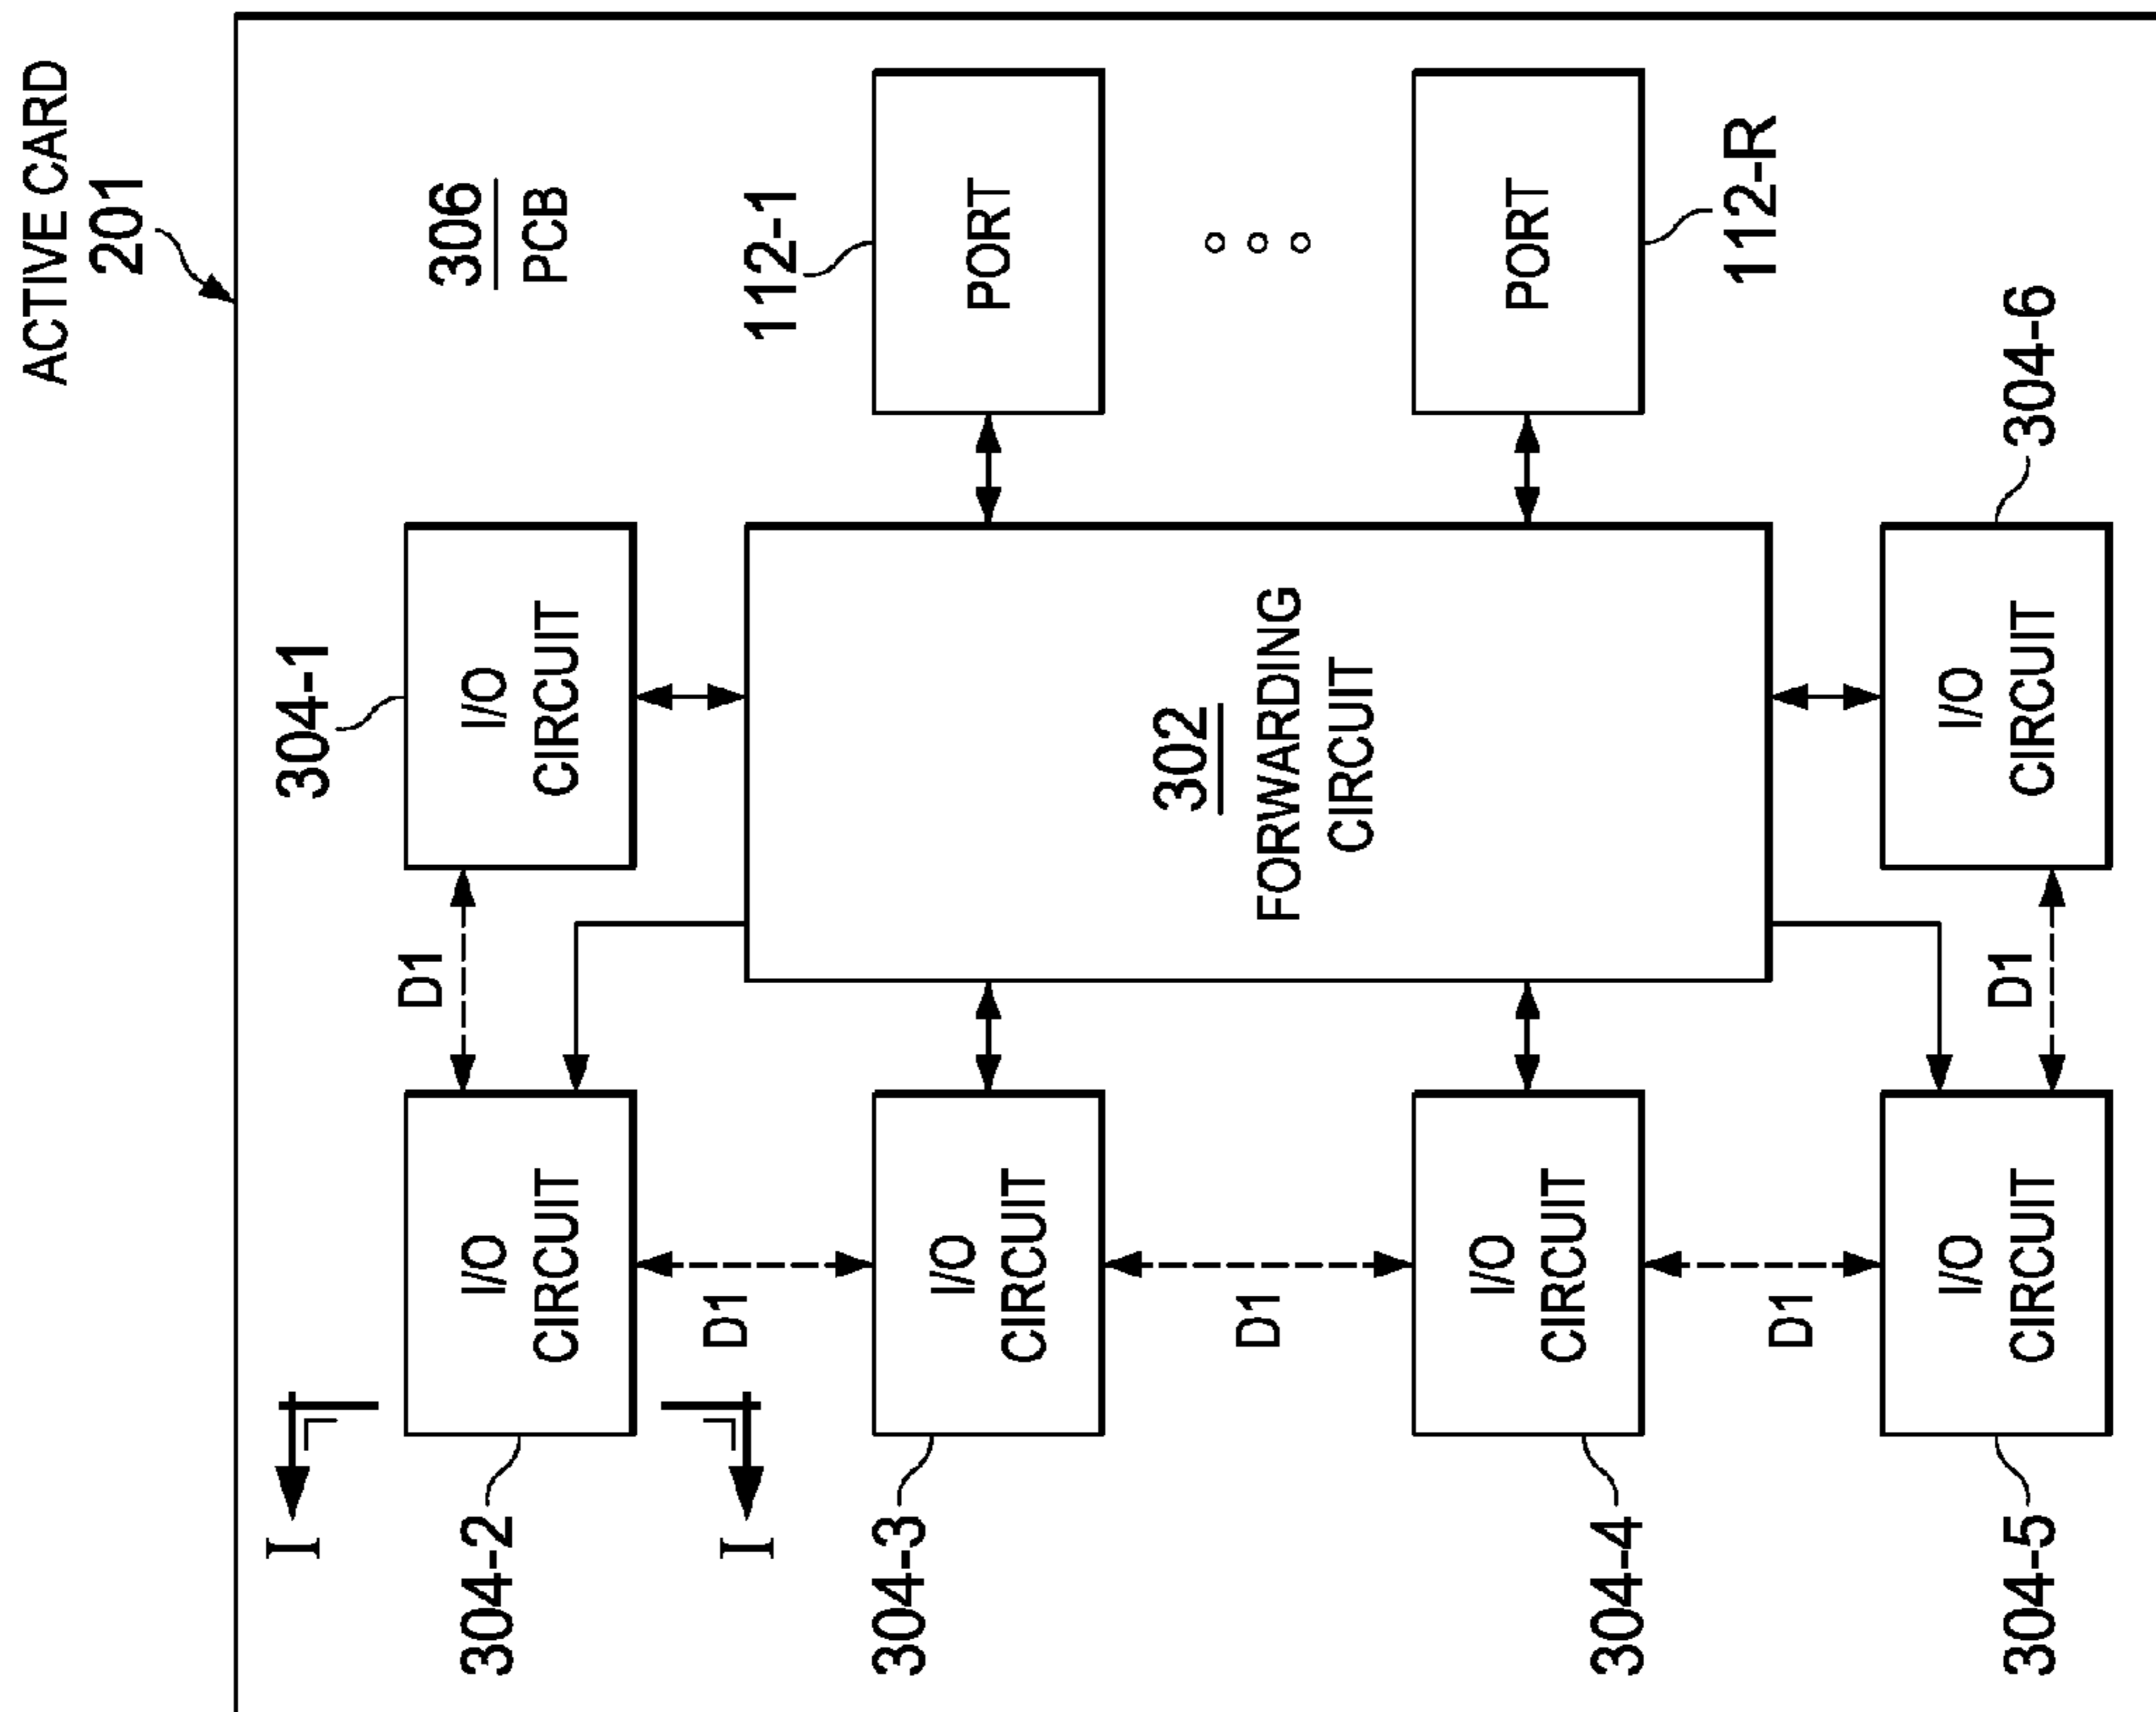 ACTIVE CARD
201
306
PCB
112-1
PORT
PORT
112-R
304-1
I/O
CIRCUIT
302
FORWARDING
CIRCUIT
I/O
CIRCUIT
304-6
D1
D1
I/O
CIRCUIT
D1
I/O
CIRCUIT
D1
I/O
CIRCUIT
D1
I/O
CIRCUIT
I
304-2
I
304-3
304-4
304-5